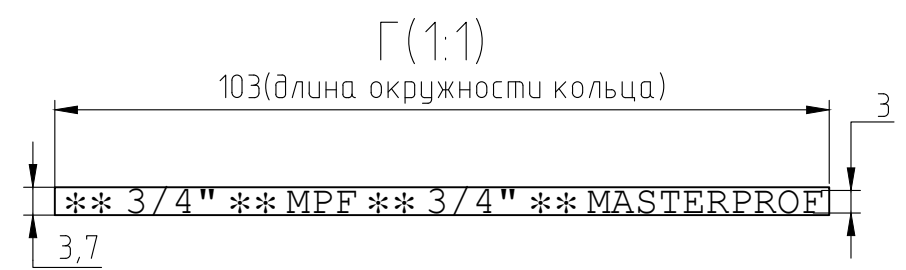 Г(1:1)
103(длина окружности кольца)
3
** 3/4" ** MPF ** 3/4" ** MASTERPROF
3,7